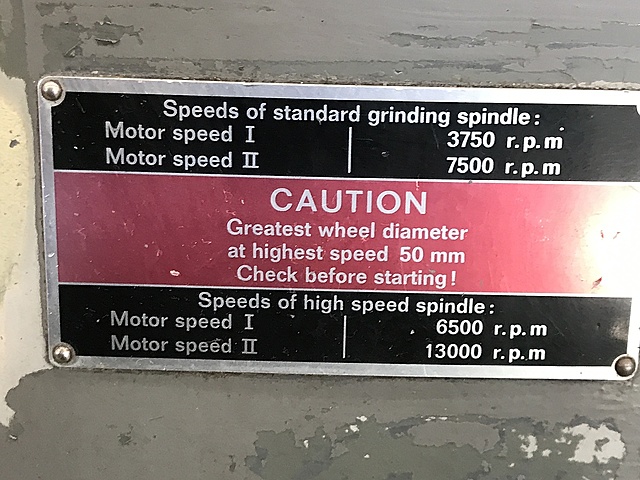 Speeds of standard grinding spindle:
Motor speed I 3750 r.p.m
Motor speed II 7500 r.p.m
CAUTION
Greatest wheel diameter
at highest speed 50 mm
Check before starting!
Speeds of high speed spindle:
Motor speed I 6500 r.p.m
Motor speed II 13000 r.p.m